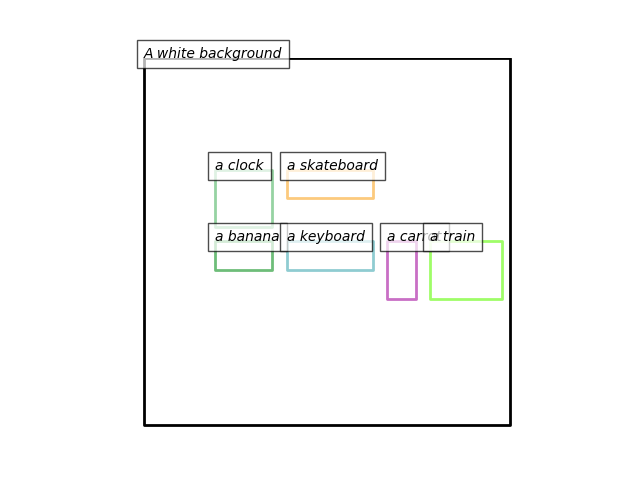 A white background
a clock
a skateboard
a banana
a keyboard
a carrot
a train